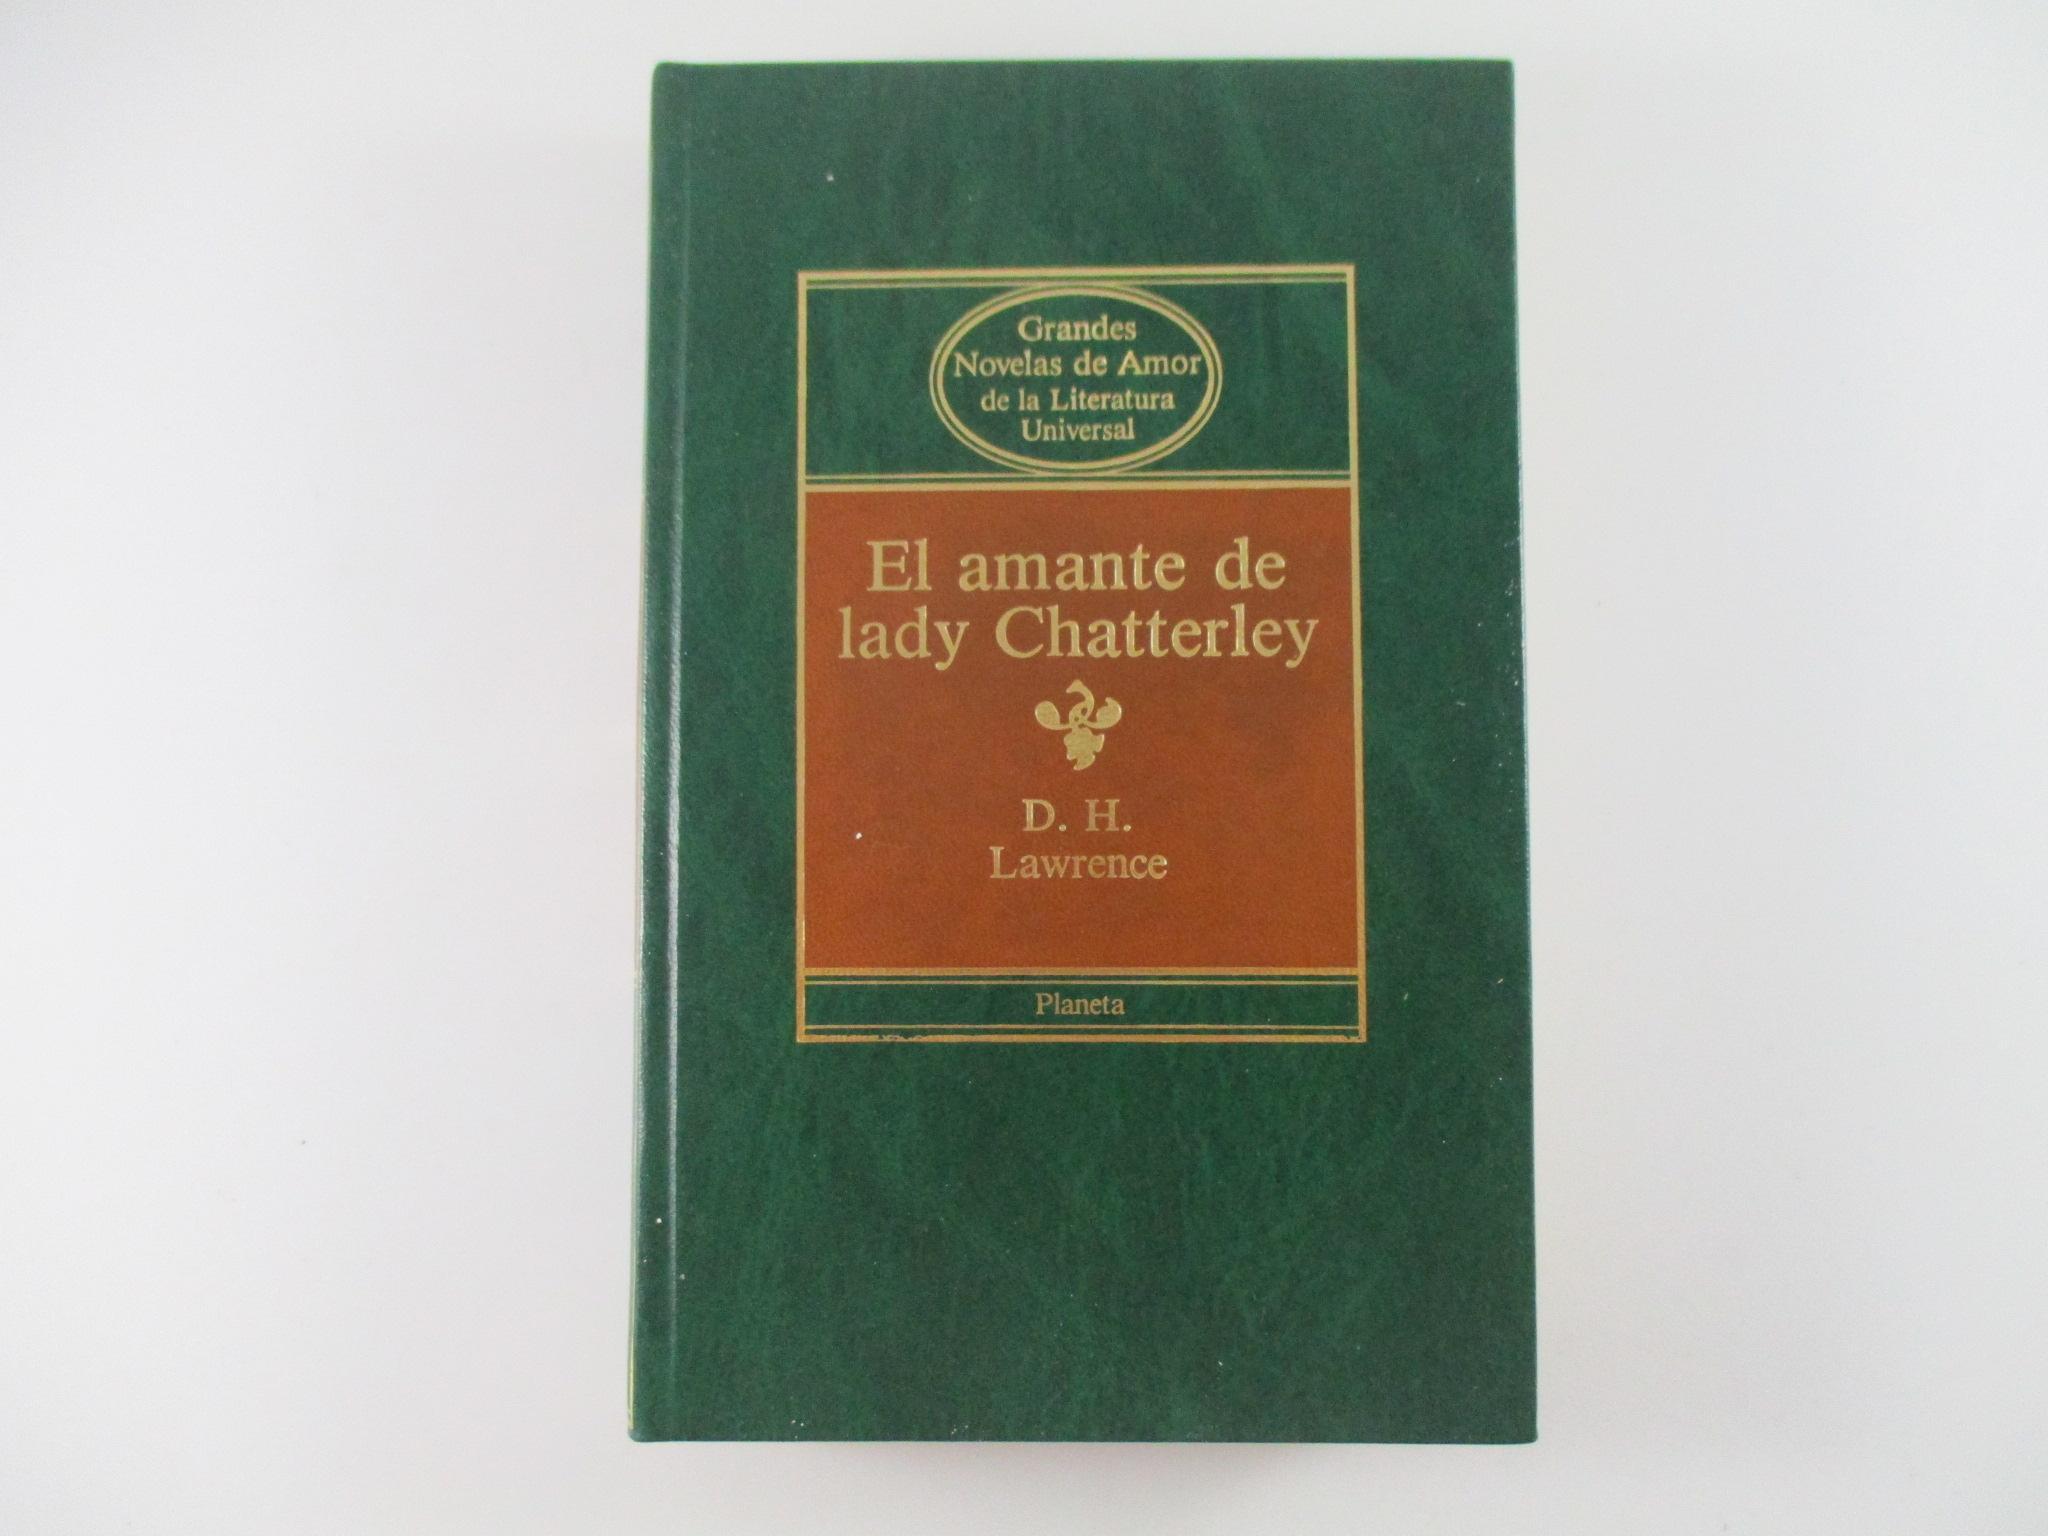 Grandes
Novelas de Amor
de la Literatura
Universal
El amante de
lady Chatterley
D. H.
Lawrence
Planeta